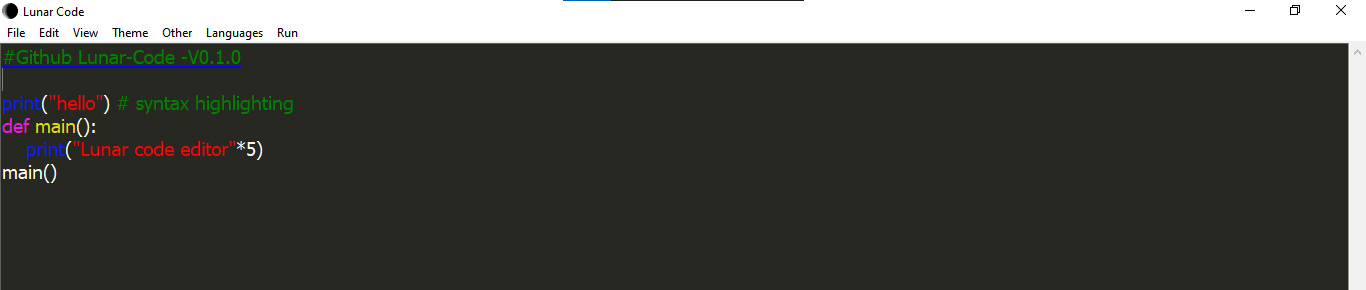 Lunar Code
File Edit View Theme Other Languages Run
#Github Lunar-Code -V0.1.0
print("hello") # syntax highlighting
def main():
    print("Lunar code editor"*5)
main()